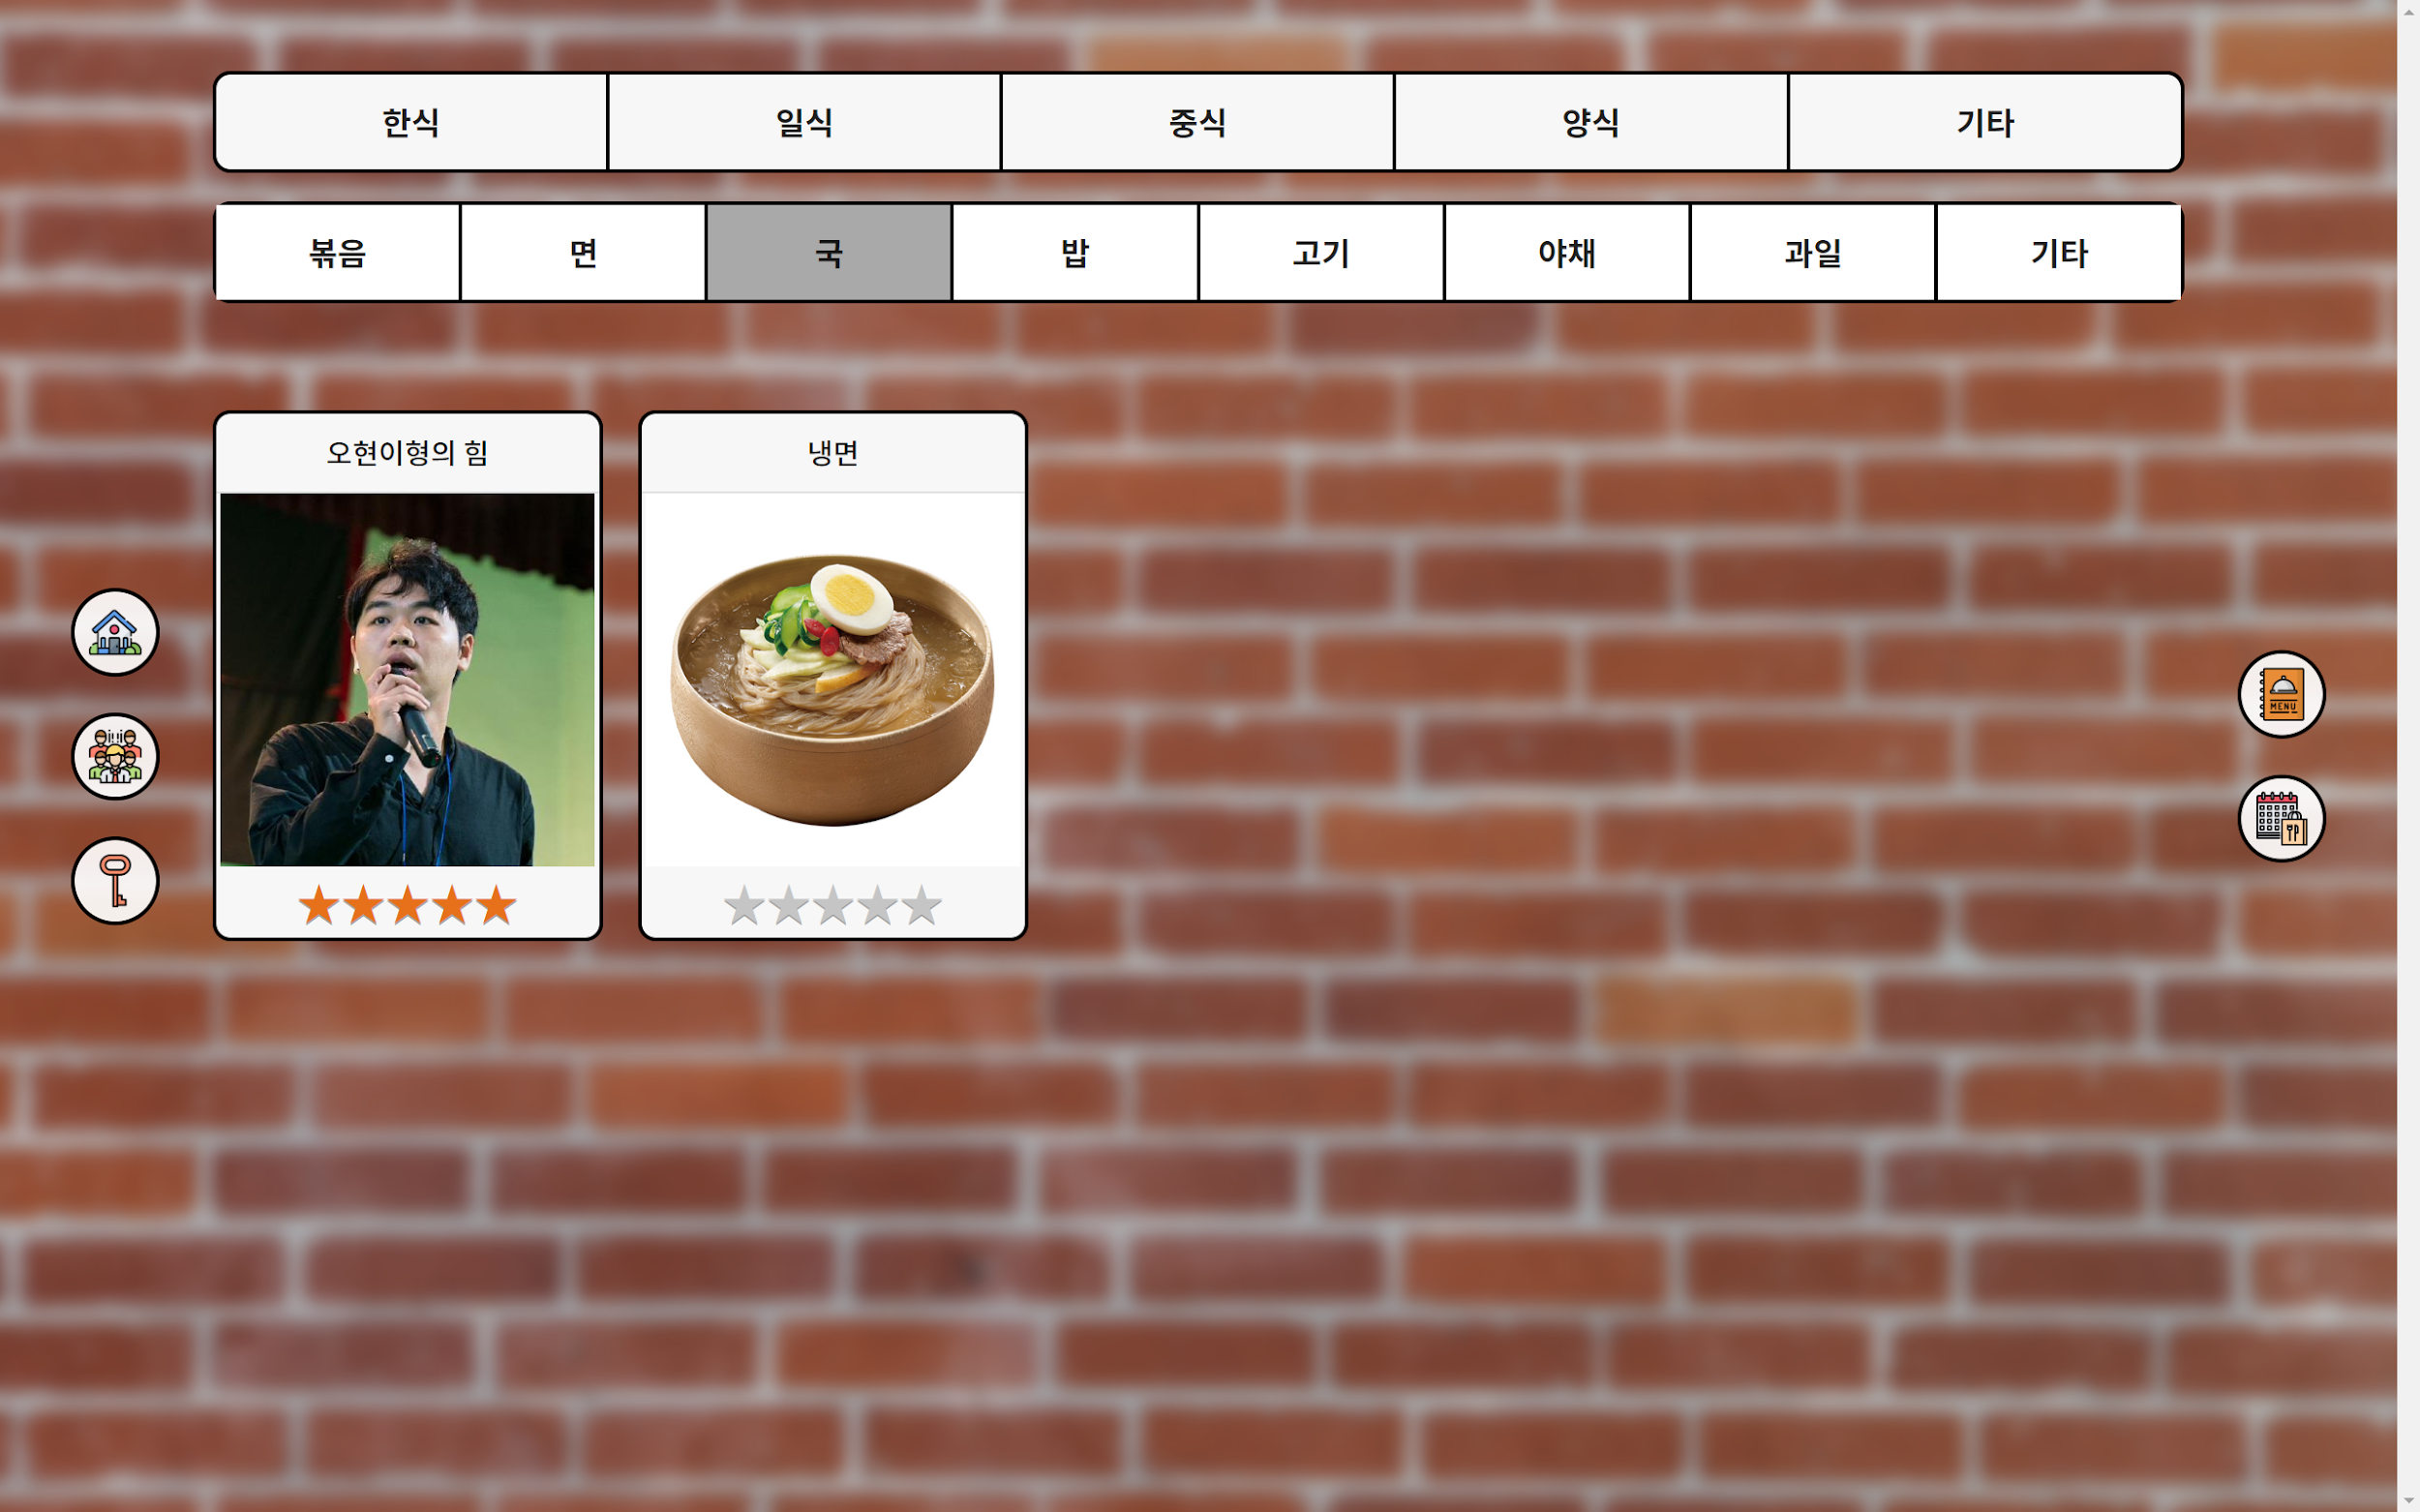 한식 일식 중식 양식 기타
볶음 면 국 밥 고기 야채 과일 기타
오현이형의 힘 냉면
MENU